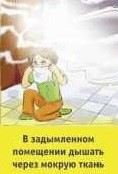 В задымленном
помещении дышать
через мокрую ткань